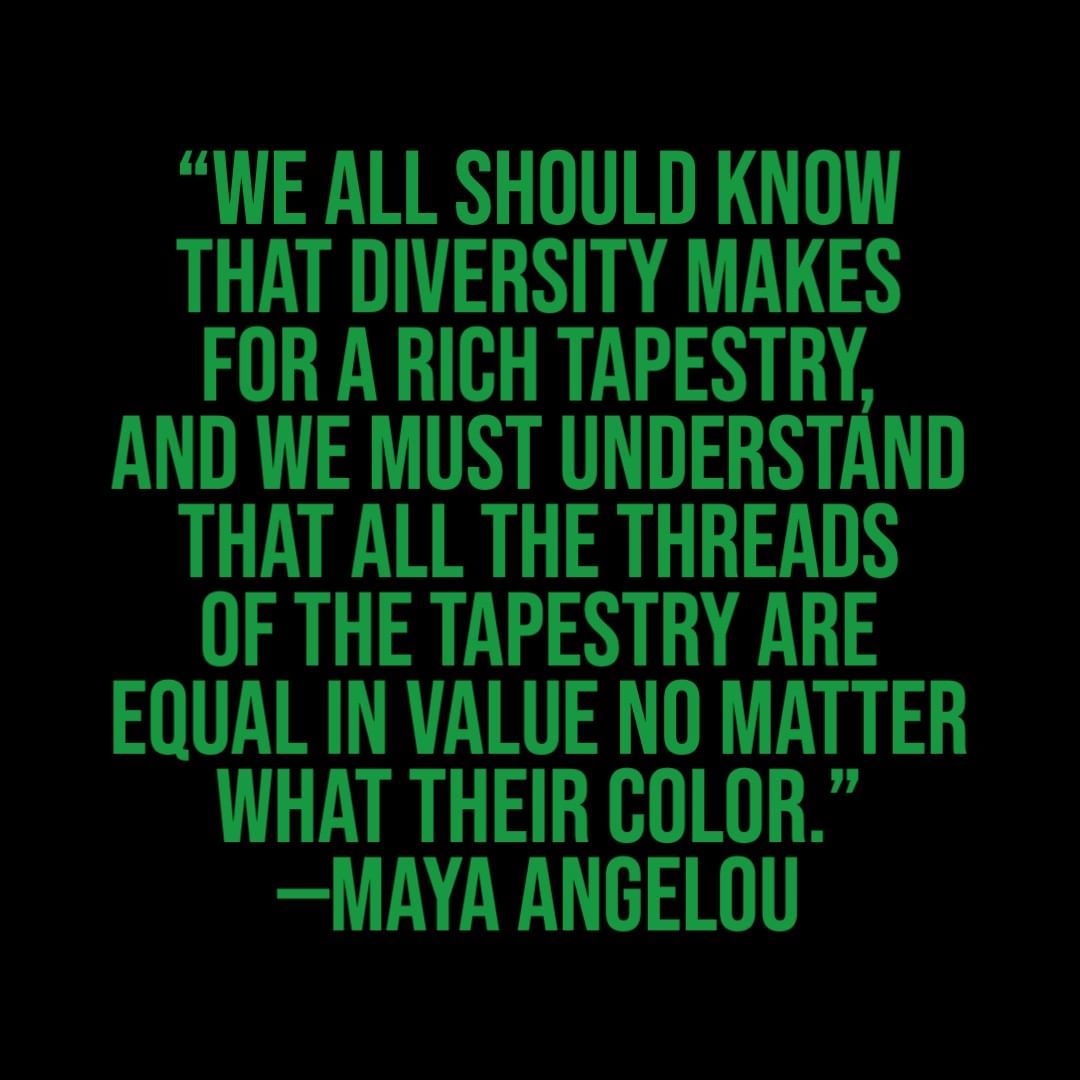 “WE ALL SHOULD KNOW
THAT DIVERSITY MAKES
FOR A RICH TAPESTRY,
AND WE MUST UNDERSTAND
THAT ALL THE THREADS
OF THE TAPESTRY ARE
EQUAL IN VALUE NO MATTER
WHAT THEIR COLOR.”
—MAYA ANGELOU